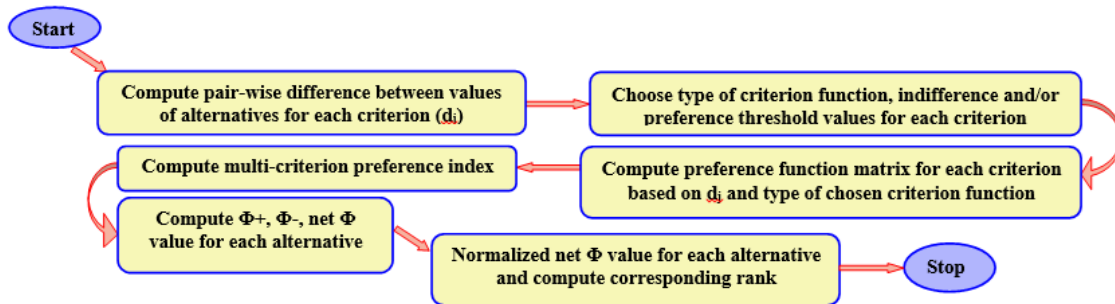 Start
Compute pair-wise difference between values
of alternatives for each criterion (dj)
Choose type of criterion function, indifference and/or
preference threshold values for each criterion
Compute preference function matrix for each criterion
based on dj and type of chosen criterion function
Compute multi-criterion preference index
Compute Φ+, Φ-, net Φ
value for each alternative
Normalized net Φ value for each alternative
and compute corresponding rank
Stop